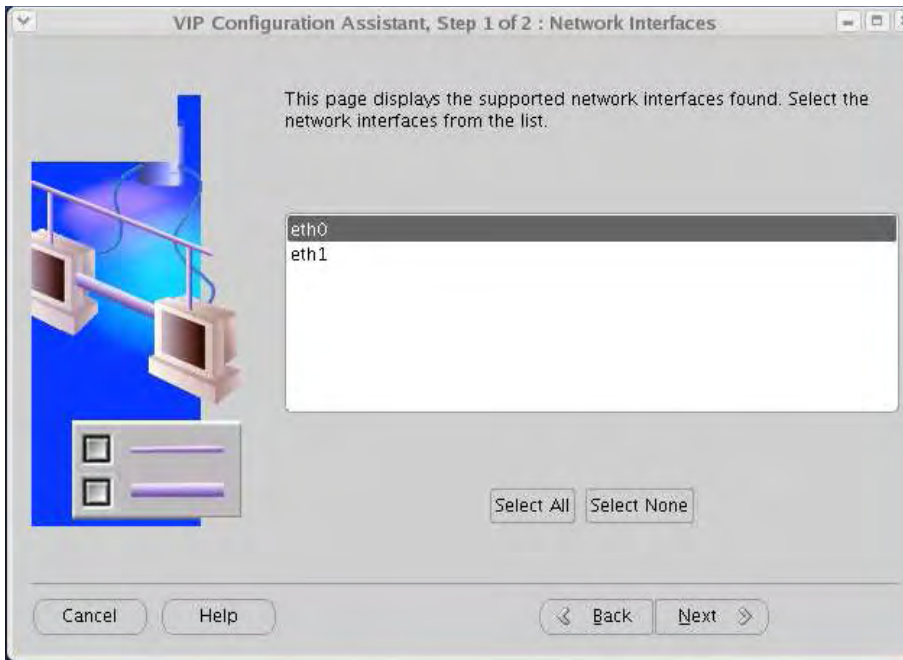 VIP Configuration Assistant, Step 1 of 2 : Network Interfaces
This page displays the supported network interfaces found. Select the
network interfaces from the list.
eth0
eth1
Select All Select None
Cancel Help Back Next